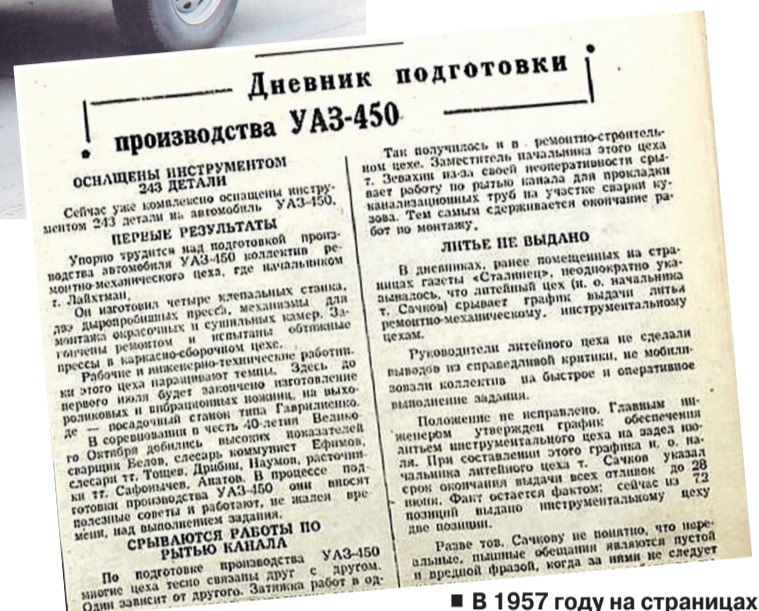 Дневник подготовки
производства УАЗ-450
ОСНАЩЕНЫ ИНСТРУМЕНТОМ
243 ДЕТАЛИ
Сейчас уже комплексно оснащены инстру-
ментом 243 детали на автомобиль УАЗ-450.
ПЕРВЫЕ РЕЗУЛЬТАТЫ
Упорно трудится над подготовкой произ-
водства автомобиля УАЗ-450 коллектив ре-
монтно-механического цеха, где начальником
т. Лайхтман.
Он изготовил четыре клепальных станка,
два дыропробивных пресса, механизмы для
монтажа окрасочных и сушильных камер. За-
кончены ремонтом и испытаны обтяжные
прессы в каркасно-сборочном цехе.
Рабочие и инженерно-технические работни-
ки этого цеха наращивают темпы. Здесь до
первого июля будет закончено изготовление
роликовых и вибрационных ножниц, на выхо-
де — посадочный станок типа Гавриленко.
В соревновании в честь 40-летия Велико-
го Октября добились высоких показателей
сварщик Белов, слесарь коммунист Ефимов,
слесари тт. Тощев, Дрибин, Наумов, расточни-
ки тт. Сафонычев, Апатов. В процессе под-
готовки производства УАЗ-450 они вносят
полезные советы и работают, не жалея вре-
мени, над выполнением задания.
СРЫВАЮТСЯ РАБОТЫ ПО
РЫТЬЮ КАНАЛА
По подготовке производства УАЗ-450
многие цеха тесно связаны друг с другом.
Один зависит от другого. Затяжка работ в од-
Так получилось и в ремонтно-строитель-
ном цехе. Заместитель начальника этого цеха
т. Зевахин из-за своей неоперативности сры-
вает работу по рытью канала для прокладки
канализационных труб на участке сварки ку-
зова. Тем самым сдерживается окончание ра-
бот по монтажу.
ЛИТЬЕ НЕ ВЫДАНО
В дневниках, ранее помещенных на стра-
ницах газеты «Сталинец», неоднократно ука-
зывалось, что литейный цех (и. о. начальника
т. Сачков) срывает график выдачи литья
ремонтно-механическому, инструментальному
цехам.
Руководители литейного цеха не сделали
выводов из справедливой критики, не мобили-
зовали коллектив на быстрое и оперативное
выполнение задания.
Положение не исправлено. Главным ин-
женером утвержден график обеспечения
литьем инструментального цеха на задел ию-
ля. При составлении этого графика и. о. на-
чальника литейного цеха т. Сачков указал
срок окончания выдачи всех отливок до 28
июня. Факт остается фактом: сейчас из 72
позиций выдано инструментальному цеху
две позиции.
Разве тов. Сачкову не понятно, что нере-
альные, пышные обещания являются пустой
и вредной фразой, когда за ними не следует
■ В 1957 году на страницах